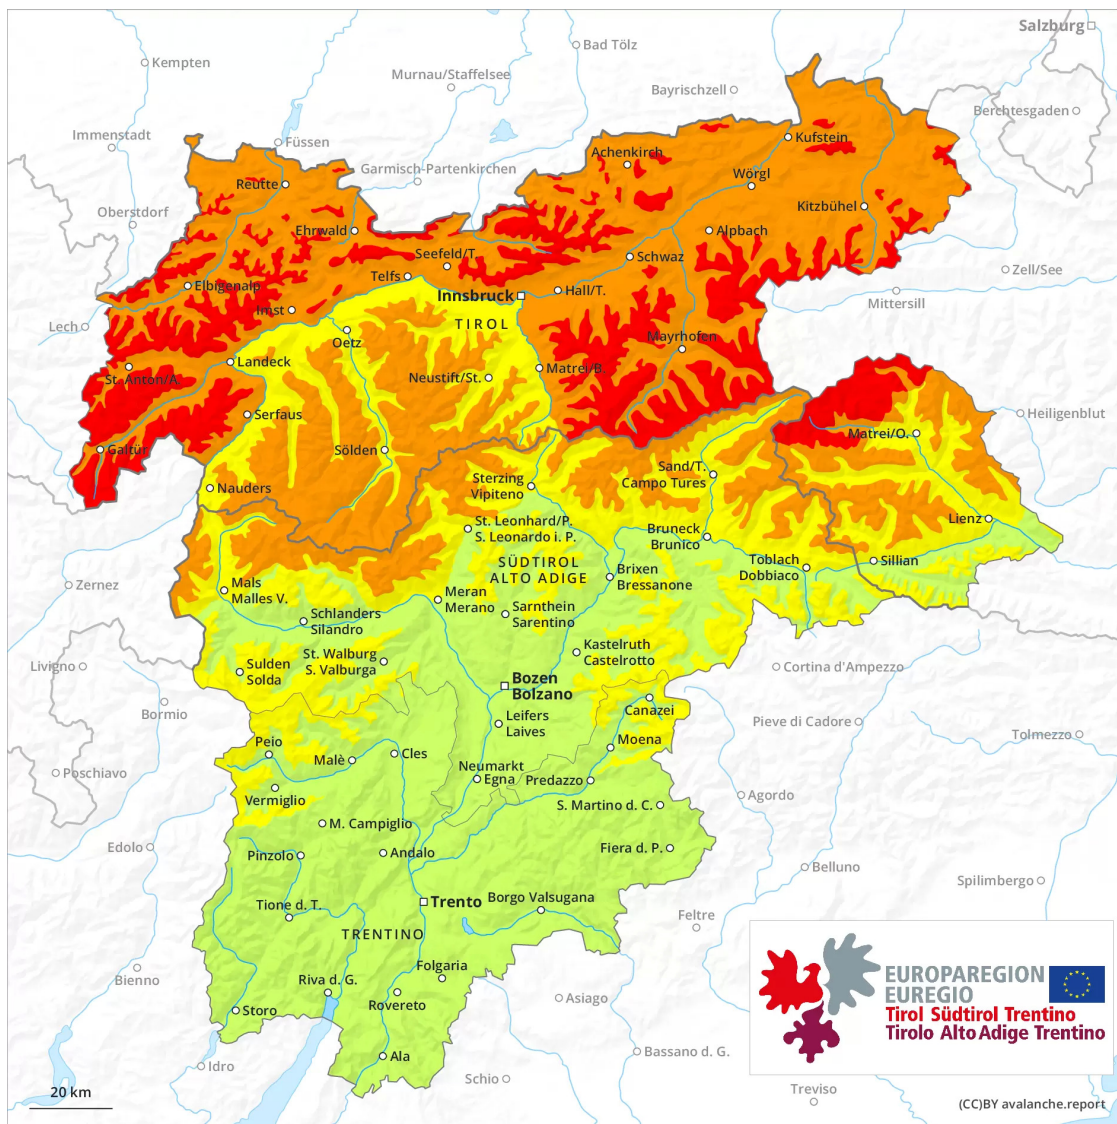 Salzburg
Bad Tölz
Kempten
Murnau/Staffelsee
Bayrischzell
Berchtesgaden
Immenstadt
Füssen
Kufstein
Achenkirch
Garmisch-Partenkirchen
Wörgl
Reutte
Oberstdorf
Kitzbühel
Ehrwald
Alpbach
Seefeld/T.
Schwaz
Telfs
Zell/See
Elbigenalp
Innsbruck
Hall/T.
Mittersill
Imst
TIROL
Lech
Oetz
Mayrhofen
Landeck
Matrei/B.
St. Anton/A.
Neustift/St.
Serfaus
Heiligenblut
Matrei/O.
Galtür
Sölden
Sand/T.
Campo Tures
Sterzing
Vipiteno
Nauders
Lienz
St. Leonhard/P.
S. Leonardo i. P.
Bruneck
Brunico
SÜDTIROL
ALTO ADIGE
Toblach
Dobbiaco
Sillian
Zernez
Brixen
Bressanone
Mals
Malles V.
Meran
Merano
Schlanders
Silandro
Sarnthein
Sarentino
Kastelruth
Castelrotto
St. Walburg
S. Valburga
Livigno
Sulden
Solda
Cortina d'Ampezzo
Bozen
Bolzano
Bormio
Canazei
Leifers
Laives
Pieve di Cadore
Tolmezzo
Peio
Moena
Cles
Malè
Neumarkt
Egna
Predazzo
Poschiavo
Vermiglio
Agordo
S. Martino d. C.
M. Campiglio
Edolo
Pinzolo
Andalo
Fiera d. P.
Belluno
Spilimbergo
Trento
Borgo Valsugana
Tione d. T.
Feltre
TRENTINO
Folgaria
Bienno
Riva d. G.
Rovereto
Asiago
Storo
EUROPAREGION
EUREGIO
Tirol Südtirol Trentino
Tirolo Alto Adige Trentino
Ala
Bassano d. G.
Idro
Schio
Treviso
20 km
(CC)BY avalanche.report